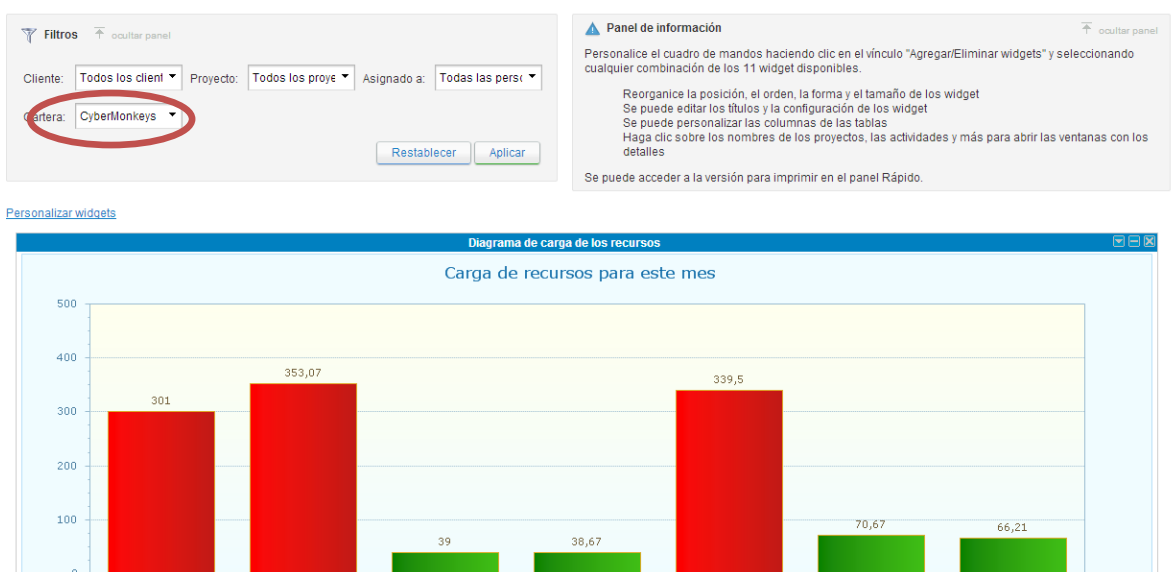 Filtros ocultar panel
Cliente: Todos los client Proyecto: Todos los proye Asignado a: Todas las perso
Cartera: CyberMonkeys
Restablecer Aplicar
Panel de información ocultar panel
Personalice el cuadro de mandos haciendo clic en el vínculo "Agregar/Eliminar widgets" y seleccionando
cualquier combinación de los 11 widget disponibles.
Reorganice la posición, el orden, la forma y el tamaño de los widget
Se puede editar los títulos y la configuración de los widget
Se puede personalizar las columnas de las tablas
Haga clic sobre los nombres de los proyectos, las actividades y más para abrir las ventanas con los
detalles
Se puede acceder a la versión para imprimir en el panel Rápido.
Personalizar widgets
Diagrama de carga de los recursos
Carga de recursos para este mes
500
400
300
200
100
0
301
353,07
39
38,67
339,5
70,67
66,21